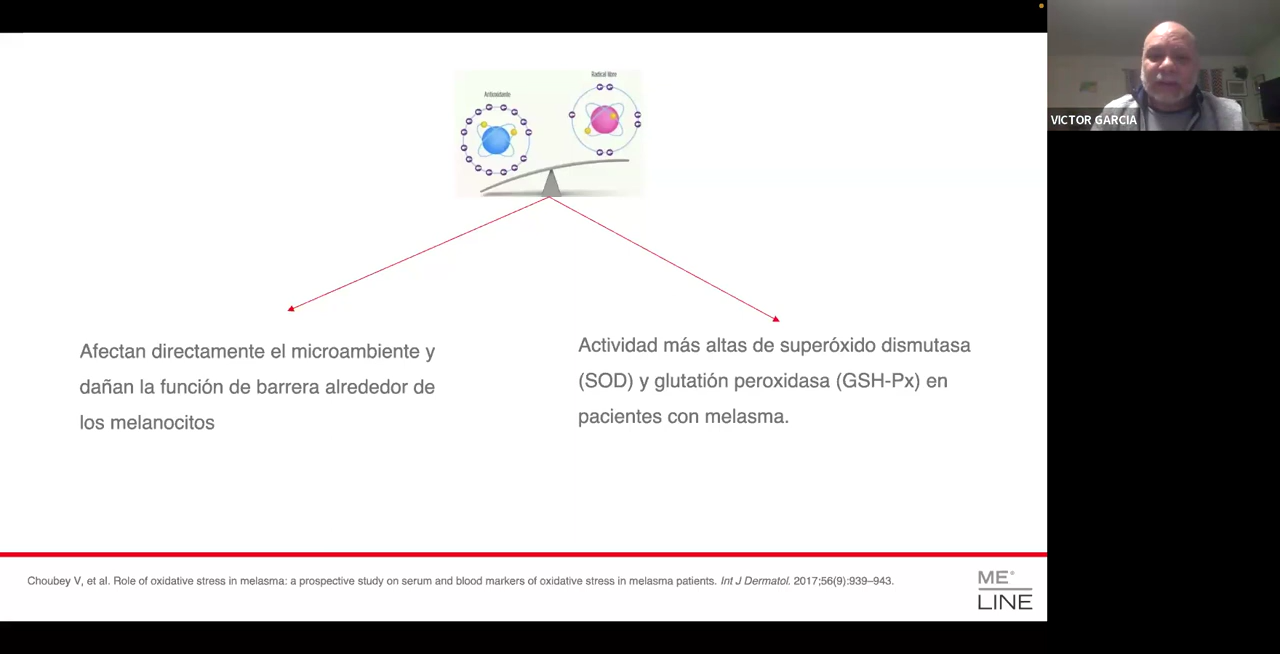 Radical libre
Antioxidante
VICTOR GARCIA
Afectan directamente el microambiente y
dañan la función de barrera alrededor de
los melanocitos
Actividad más altas de superóxido dismutasa
(SOD) y glutatión peroxidasa (GSH-Px) en
pacientes con melasma.
Choubey V, et al. Role of oxidative stress in melasma: a prospective study on serum and blood markers of oxidative stress in melasma patients. Int J Dermatol. 2017;56(9):939–943.
ME
LINE